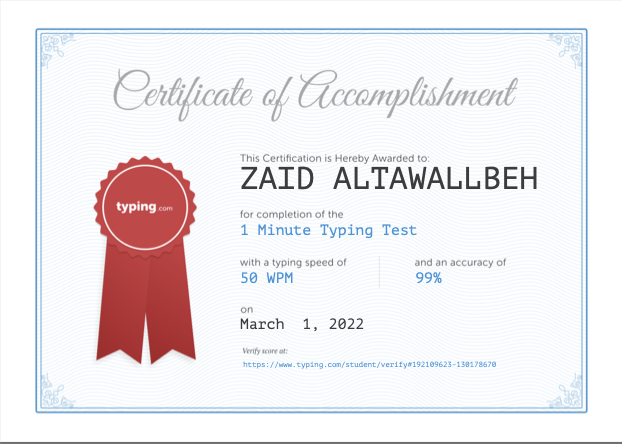 Certificate of Accomplishment
This Certification is Hereby Awarded to:
ZAID ALTAWALLBEH
typing.com
for completion of the
1 Minute Typing Test
with a typing speed of and an accuracy of
50 WPM 99%
on
March 1, 2022
Verify score at:
https://www.typing.com/student/verify#192109623-130178670